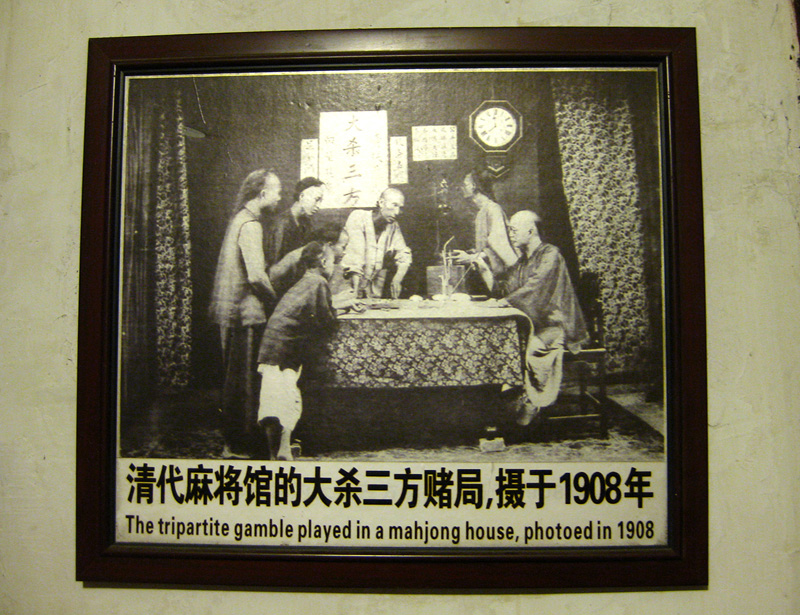 大杀三方
清代麻将馆的大杀三方赌局,摄于1908年
The tripartite gamble played in a mahjong house, photoed in 1908